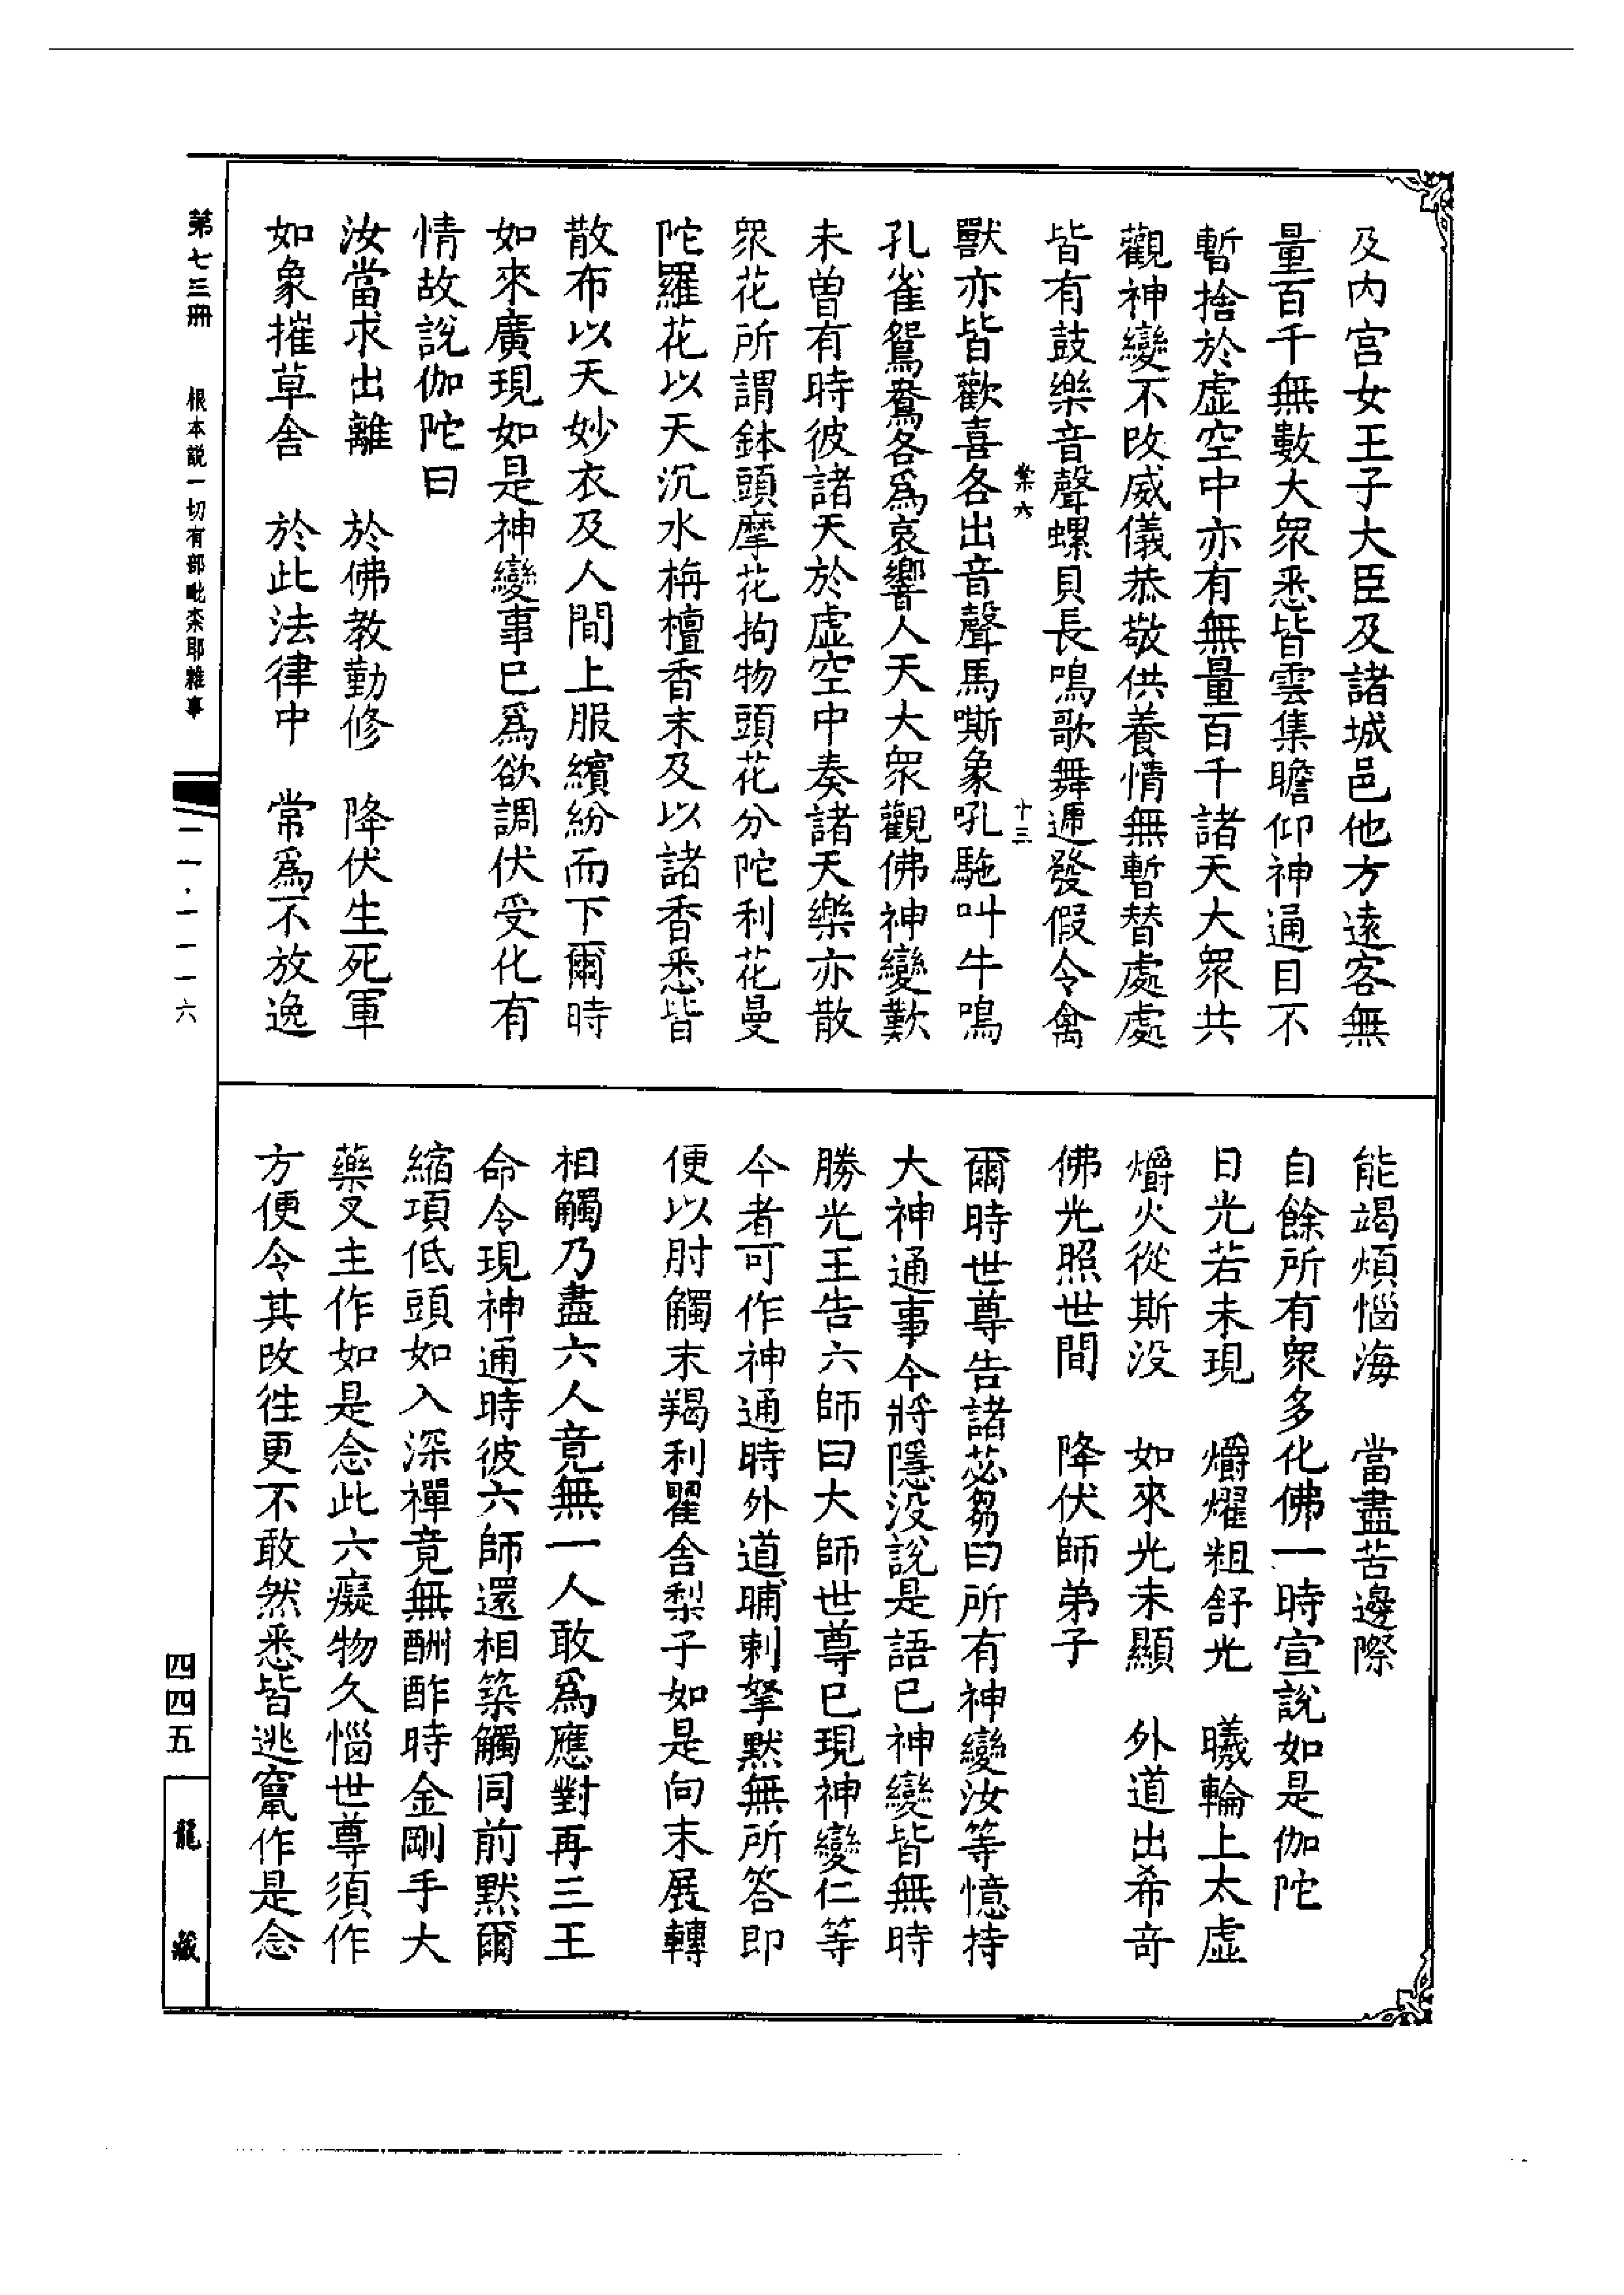 及内宫女王子大臣及諸城邑他方遠客無
量百千無數大眾悉皆雲集瞻仰神通目不
暫捨於虛空中亦有無量百千諸天大眾共
觀神變不改威儀恭敬供養情無暫替處處
皆有鼓樂音聲螺貝長鳴歌舞遞發假令禽
業六 十三
獸亦皆歡喜各出音聲馬嘶象吼駞叫牛鳴
孔雀鴛鴦各爲哀響人天大眾觀佛神變歎
未曽有時彼諸天於虛空中奏諸天樂亦散
眾花所謂鉢頭摩花拘物頭花分陀利花曼
陀羅花以天沉水栴檀香末及以諸香悉皆
散布以天妙衣及人間上服繽紛而下爾時
如來廣現如是神變事已爲欲調伏受化有
情故說伽陀曰
汝當求出離 於佛教勤修 降伏生死軍
如象摧草舍 於此法律中 常爲不放逸
能竭煩惱海 當盡苦邊際
自餘所有眾多化佛一時宣說如是伽陀
日光若未現 爝燿粗舒光 曦輪上太虛
爝火從斯没 如來光未顯 外道出希奇
佛光照世間 降伏師弟子
爾時世尊告諸苾芻曰所有神變汝等憶持
大神通事今將隱没說是語已神變皆無時
勝光王告六師曰大師世尊已現神變仁等
今者可作神通時外道晡剌拏默無所答即
便以肘觸末羯利瞿舍梨子如是向末展轉
相觸乃盡六人竟無一人敢爲應對再三王
命令現神通時彼六師還相築觸同前默爾
縮項低頭如入深禪竟無酬酢時金剛手大
藥叉主作如是念此六癡物久惱世尊須作
方便令其改往更不敢然悉皆逃竄作是念
第七三冊 根本説一切有部毗柰耶雜事
一一·一一一六
四四五
龍藏